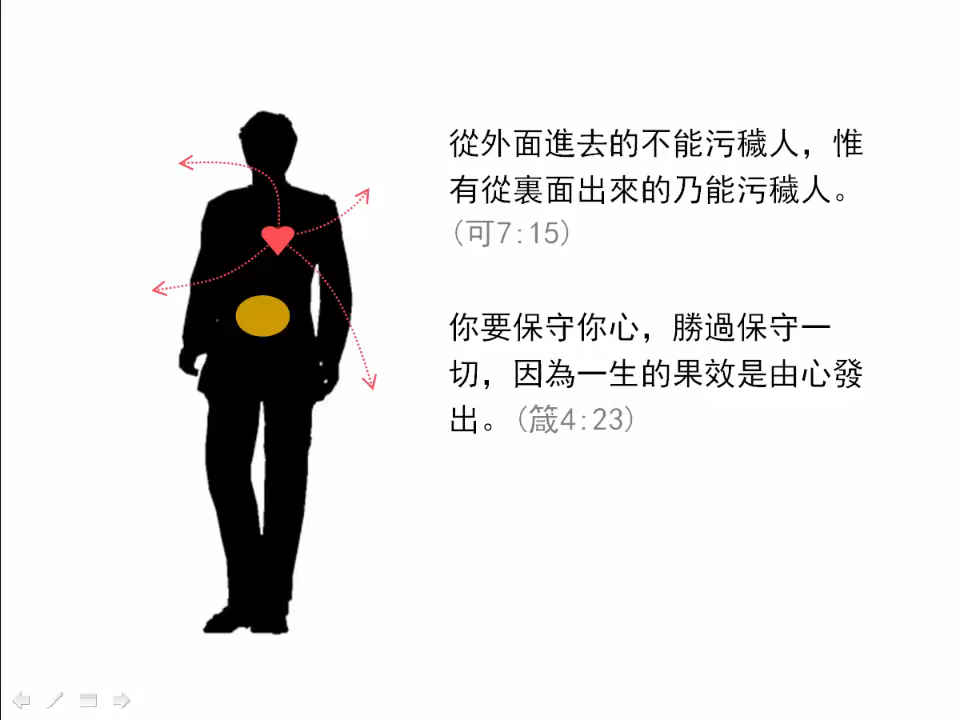 從外面進去的不能污穢人，惟
有從裏面出來的乃能污穢人。
(可7:15)
你要保守你心，勝過保守一
切，因為一生的果效是由心發
出。(箴4:23)